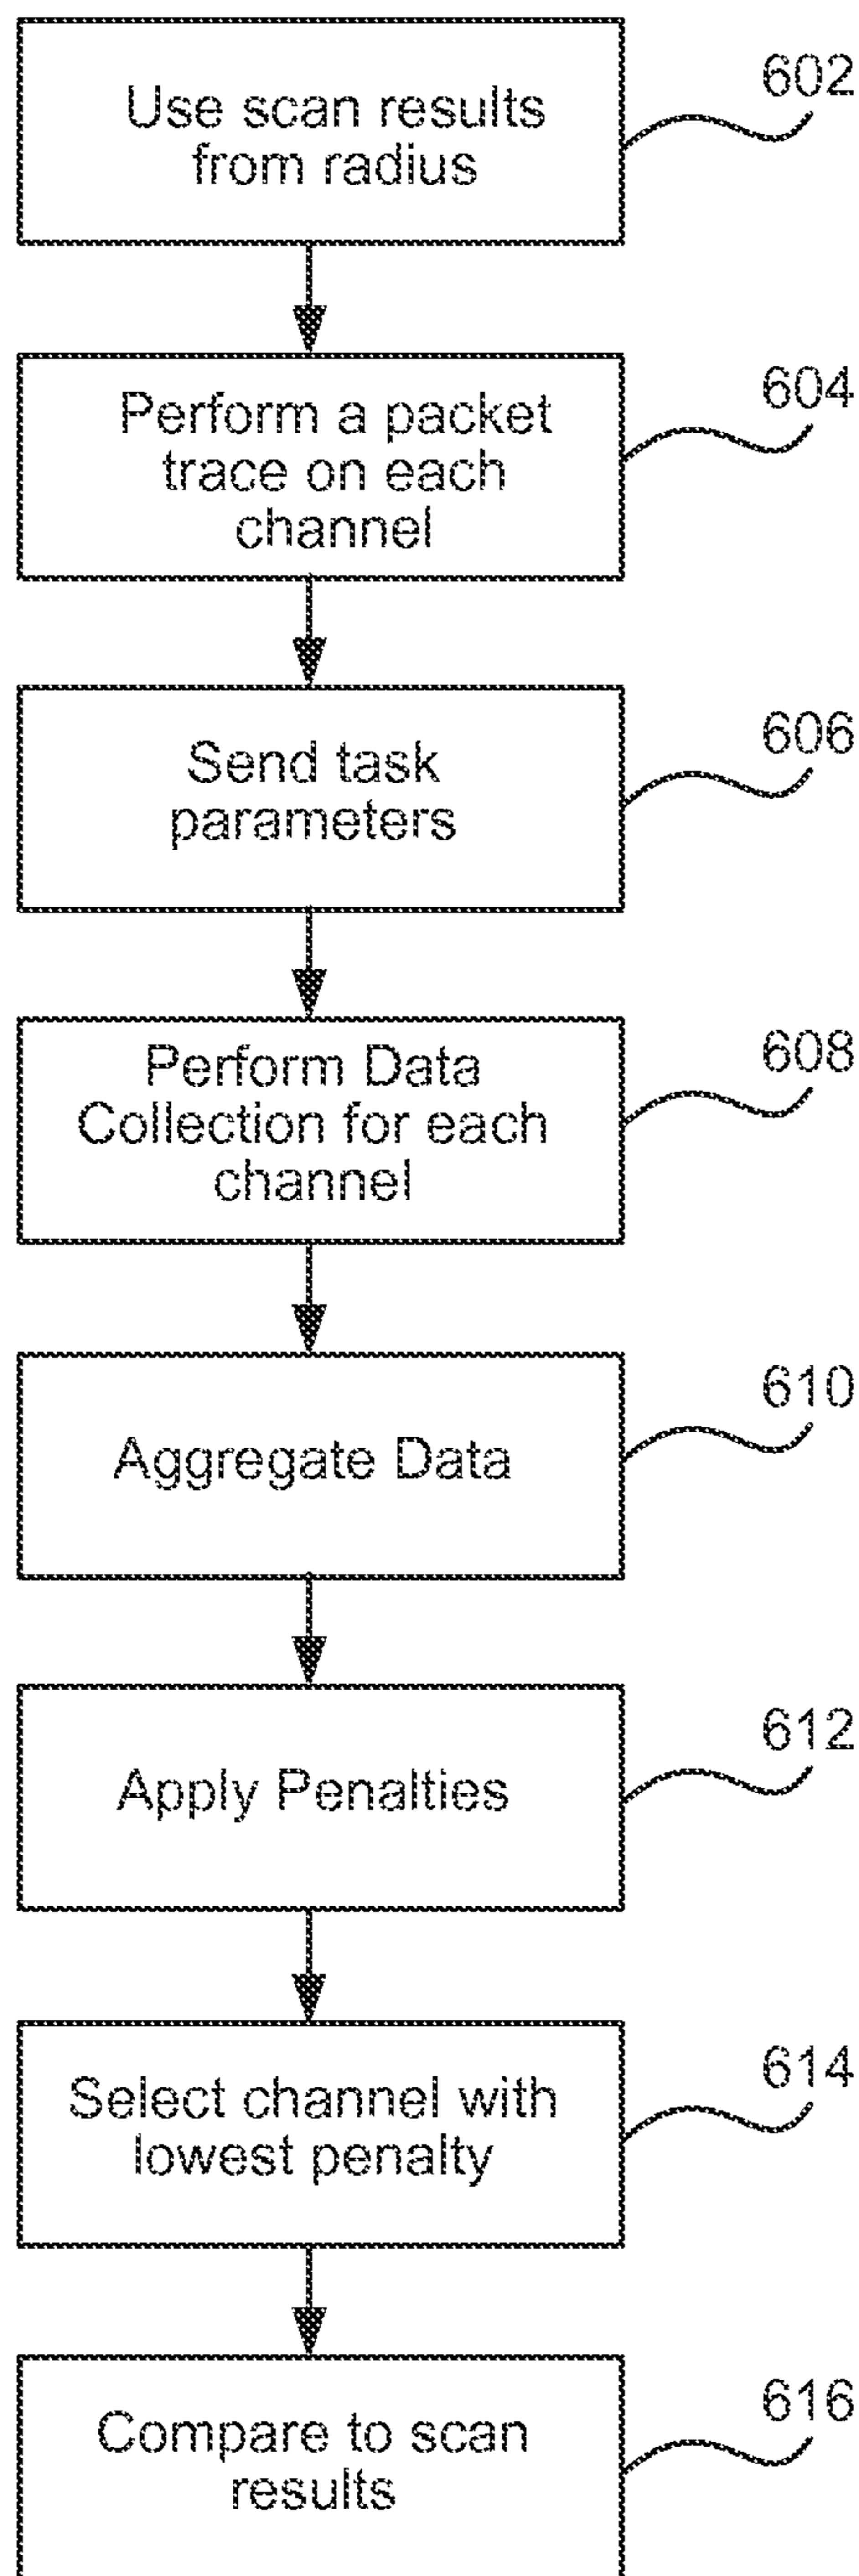 Use scan results
from radius
602
Perform a packet
trace on each
channel
604
Send task
parameters
606
Perform Data
Collection for each
channel
608
Aggregate Data
610
Apply Penalties
612
Select channel with
lowest penalty
614
Compare to scan
results
616